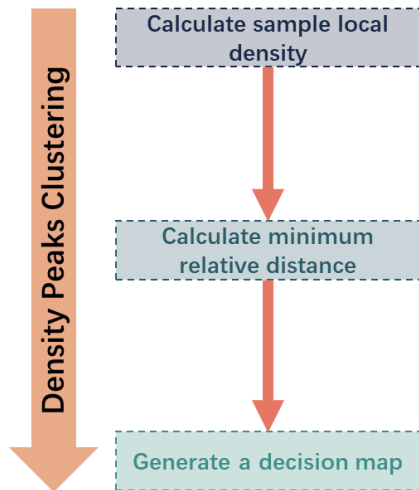 Density Peaks Clustering
Calculate sample local
density
Calculate minimum
relative distance
Generate a decision map